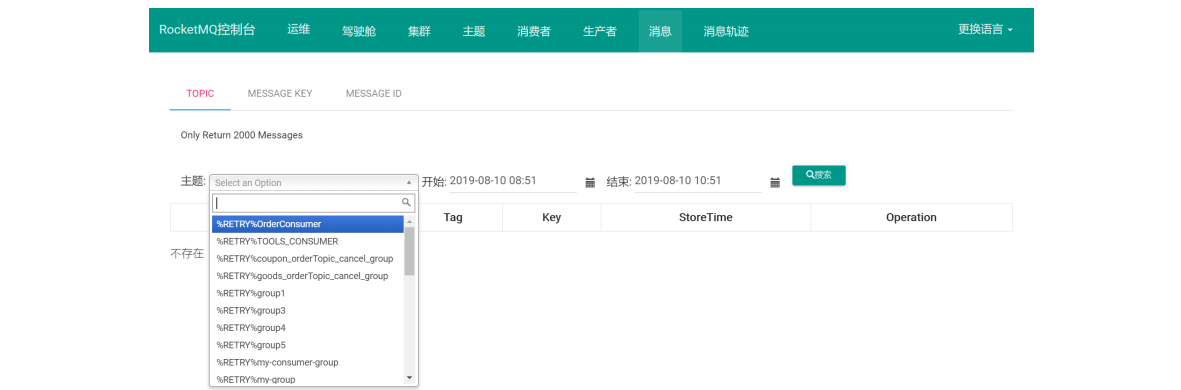 RocketMQ控制台 运维 驾驶舱 集群 主题 消费者 生产者 消息 消息轨迹 更换语言
TOPIC MESSAGE KEY MESSAGE ID
Only Return 2000 Messages
主题: Select an Option 开始: 2019-08-10 08:51 结束: 2019-08-10 10:51 搜索
Tag Key StoreTime Operation
不存在
%RETRY%OrderConsumer
%RETRY%TOOLS_CONSUMER
%RETRY%coupon_orderTopic_cancel_group
%RETRY%goods_orderTopic_cancel_group
%RETRY%group1
%RETRY%group3
%RETRY%group4
%RETRY%group5
%RETRY%my-consumer-group
%RETRY%my-group